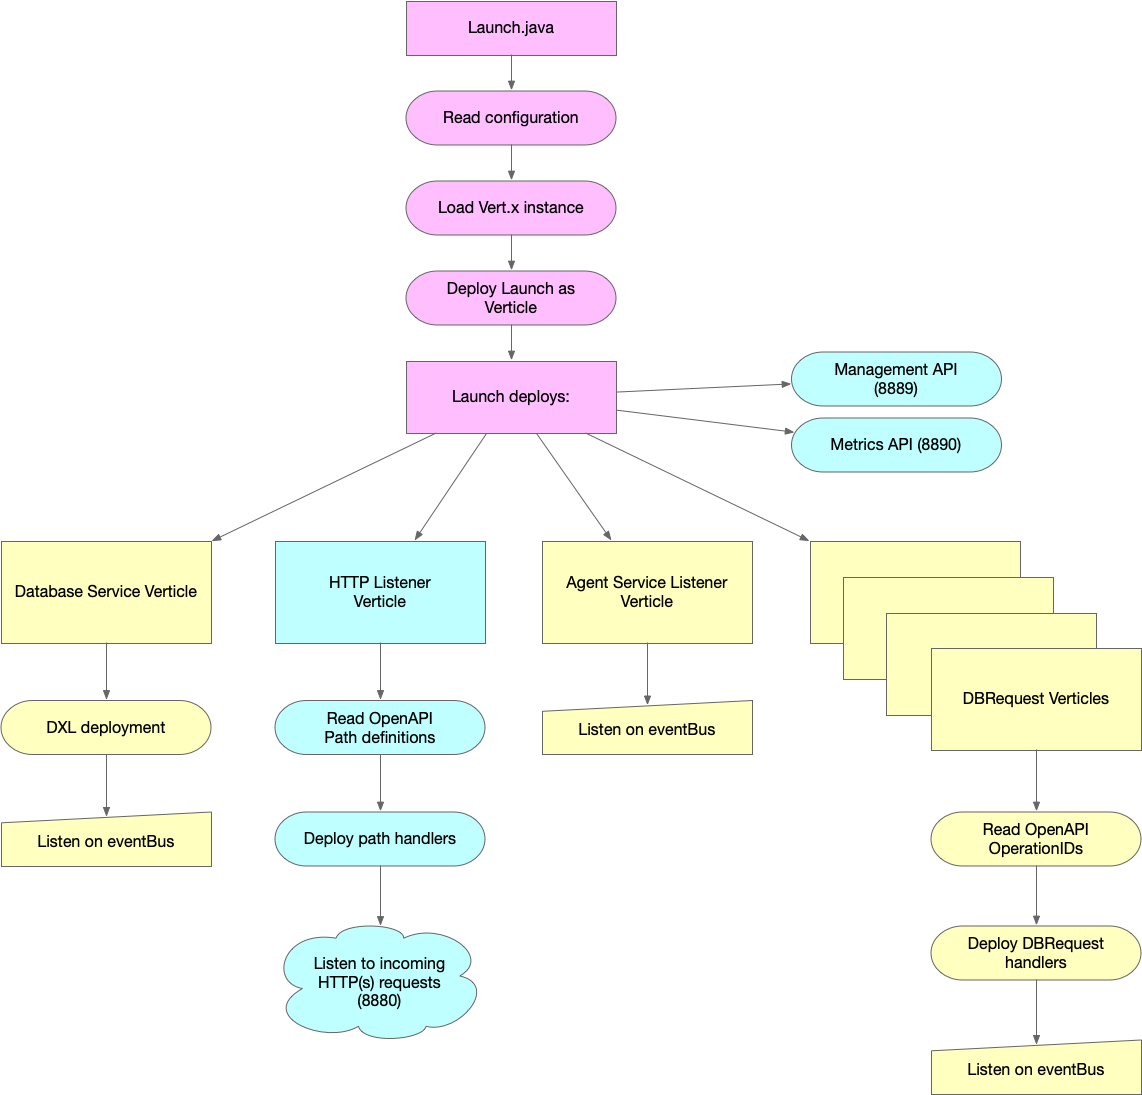 Launch.java
Read configuration
Load Vert.x instance
Deploy Launch as
Verticle
Launch deploys:
Management API
(8889)
Metrics API (8890)
Database Service Verticle
HTTP Listener
Verticle
Agent Service Listener
Verticle
DBRequest Verticles
DXL deployment
Read OpenAPI
Path definitions
Listen on eventBus
Listen on eventBus
Deploy path handlers
Read OpenAPI
OperationIDs
Listen to incoming
HTTP(s) requests
(8880)
Deploy DBRequest
handlers
Listen on eventBus